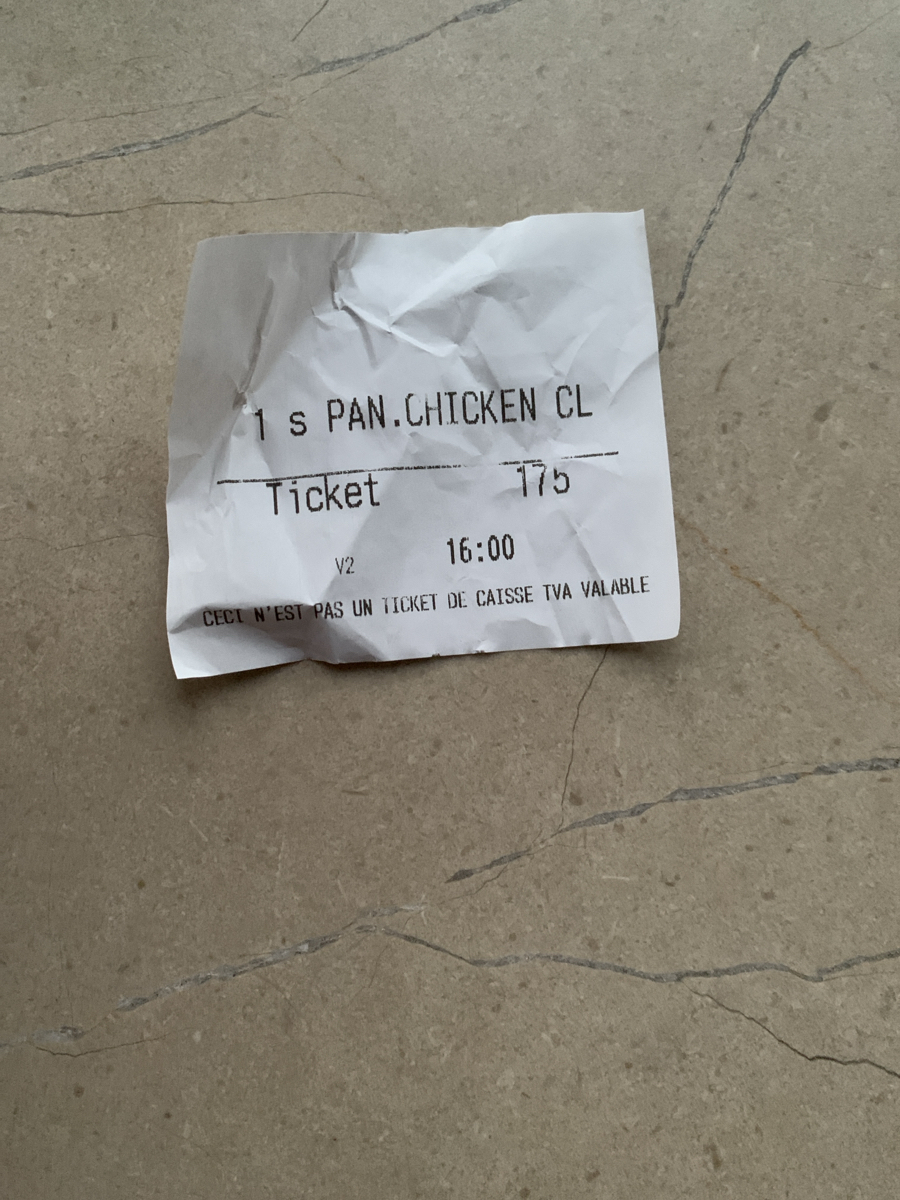 1 s PAN.CHICKEN CL
Ticket 175
V2 16:00
CECI N'EST PAS UN TICKET DE CAISSE TVA VALABLE